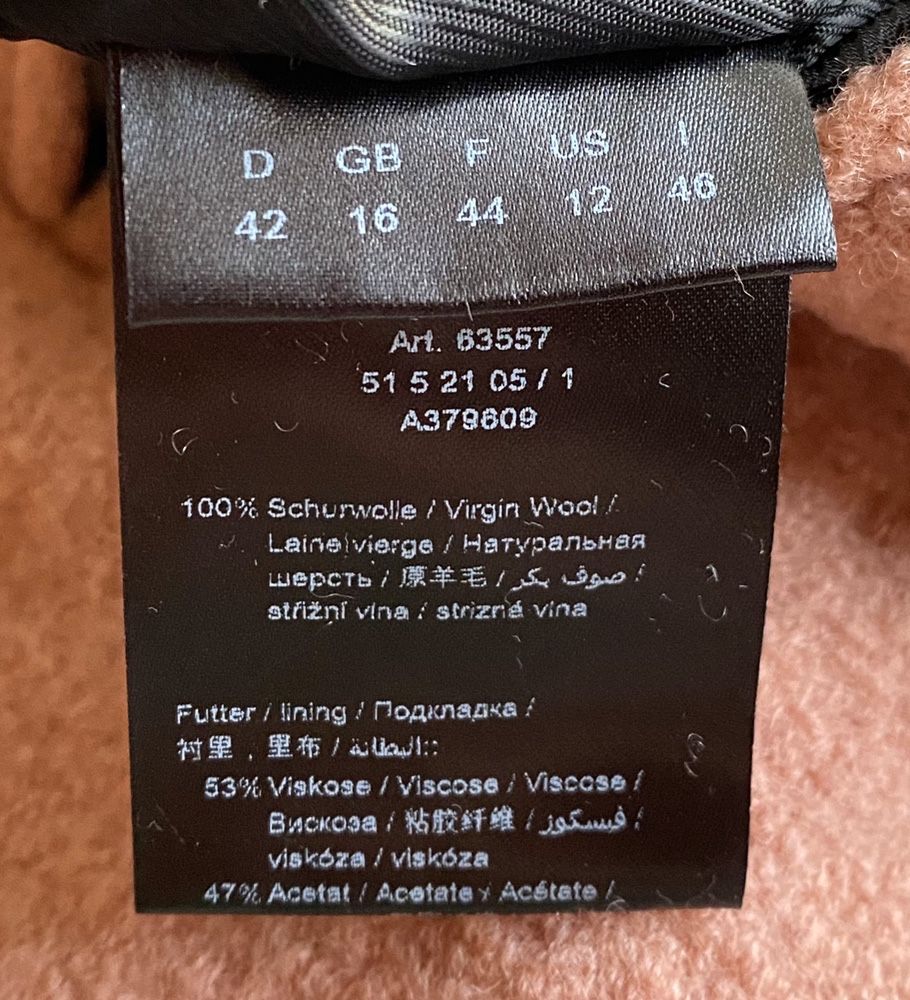 D GB F US I
42 16 44 12 46
Art. 63557
51 5 21 05 / 1
A379609
100% Schurwolle / Virgin Wool /
Laine vierge / Натуральная
шерсть / 原羊毛 / صوف بكر /
střižní vlna / strizná vlna
Futter / lining / Подкладка /
衬里，里布 / البطانة::
53% Viskose / Viscose / Viscose /
Вискоза / 粘胶纤维 / فيسكوز /
viskóza / viskóza
47% Acetat / Acetate / Acétate /